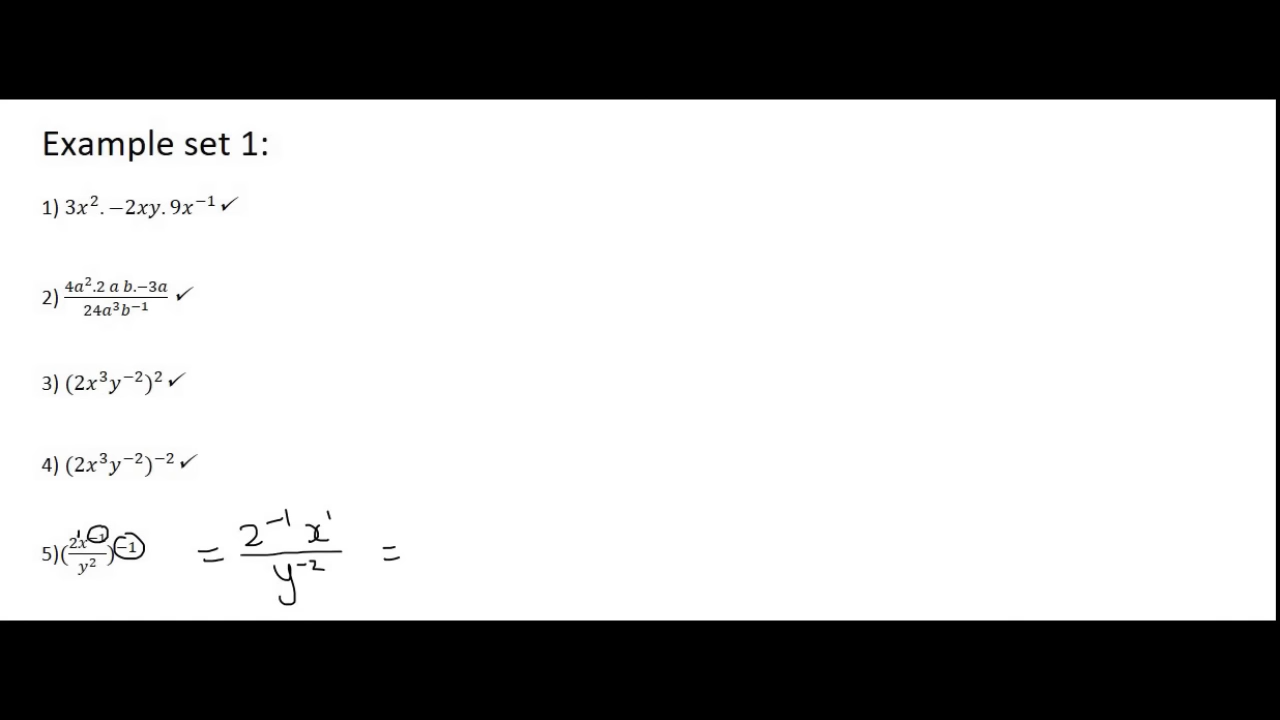 Example set 1:
1) 3x². −2xy. 9x⁻¹ ✓
2) (4a².2 a b.−3a)/(24a³b⁻¹) ✓
3) (2x³y⁻²)² ✓
4) (2x³y⁻²)⁻² ✓
5) (2¹x⁻¹/y²)⁻¹ = (2⁻¹ x¹)/(y⁻²) =